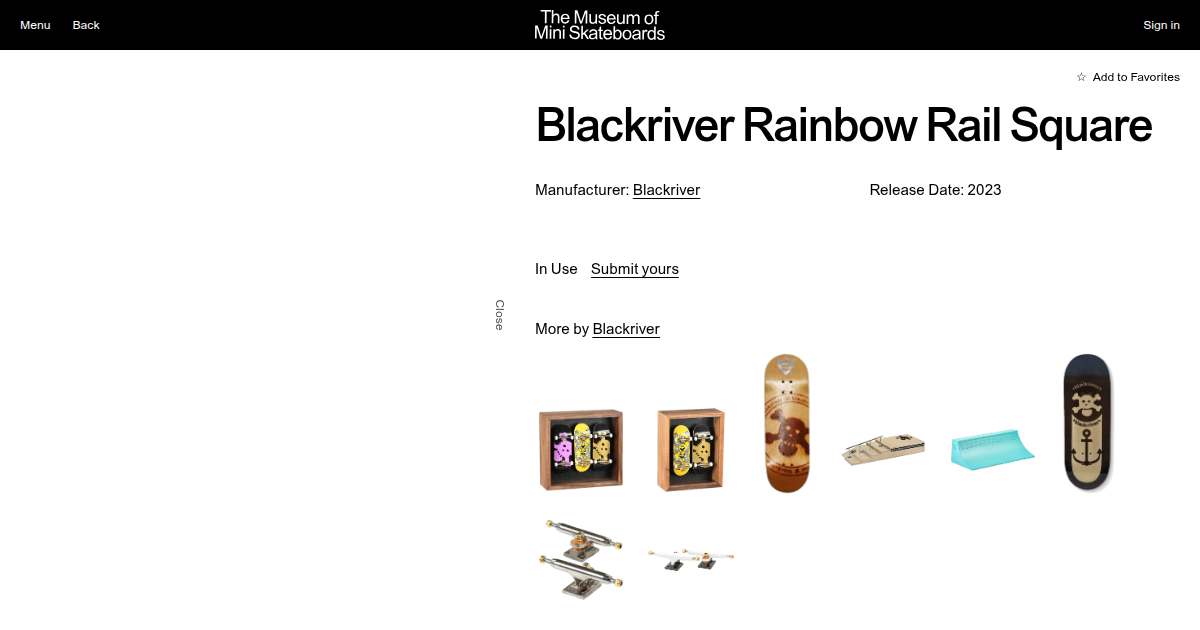 Menu
Back
The Museum of
Mini Skateboards
Sign in
☆ Add to Favorites
Blackriver Rainbow Rail Square
Manufacturer: Blackriver
Release Date: 2023
In Use Submit yours
Close
More by Blackriver